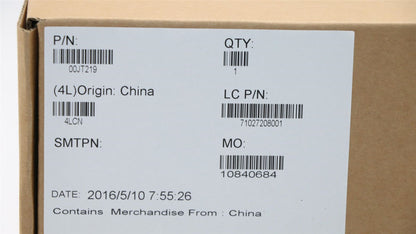 P/N: QTY:
00JT219 1
(4L)Origin: China LC P/N:
4LCN 71027208001
SMTPN: MO:
10840684
DATE: 2016/5/10 7:55:26
Contains Merchandise From : China